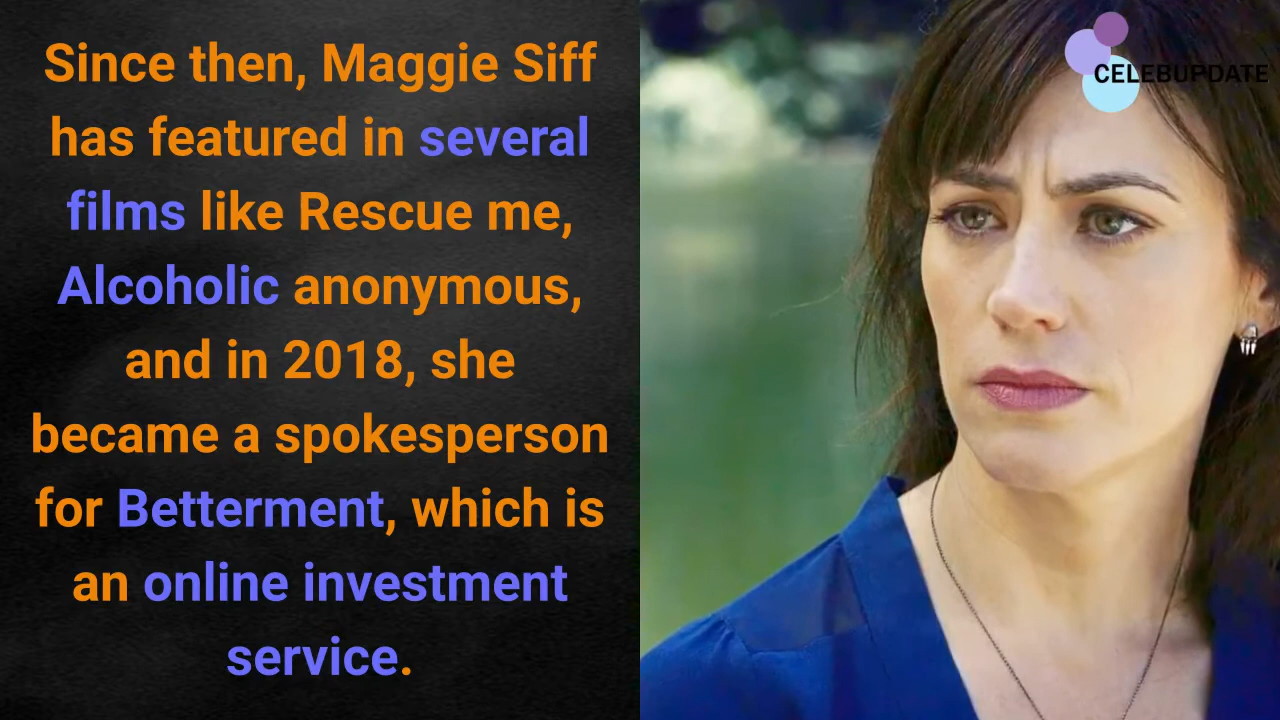 Since then, Maggie Siff
has featured in several
films like Rescue me,
Alcoholic anonymous,
and in 2018, she
became a spokesperson
for Betterment, which is
an online investment
service.
CELEBUPDATE